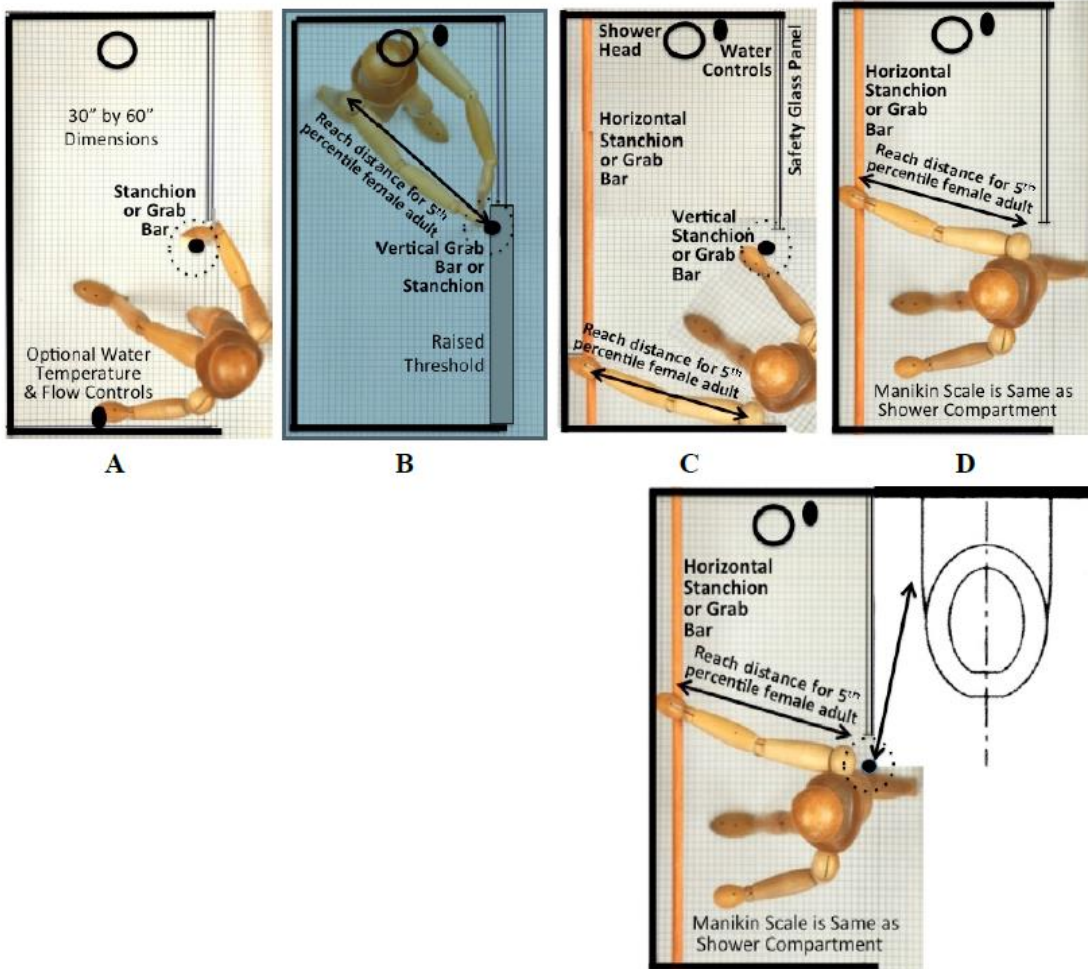 30” by 60”
Dimensions
Stanchion
or Grab
Bar
Optional Water
Temperature
& Flow Controls
A
Reach distance for 5th
percentile female adult
Vertical Grab
Bar or
Stanchion
Raised
Threshold
B
Shower
Head
Water
Controls
Safety Glass Panel
Horizontal
Stanchion
or Grab
Bar
Vertical
Stanchion
or Grab
Bar
Reach distance for 5th
percentile female adult
C
Horizontal
Stanchion
or Grab
Bar
Reach distance for 5th
percentile female adult
Manikin Scale is Same as
Shower Compartment
D
Horizontal
Stanchion
or Grab
Bar
Reach distance for 5th
percentile female adult
Manikin Scale is Same as
Shower Compartment